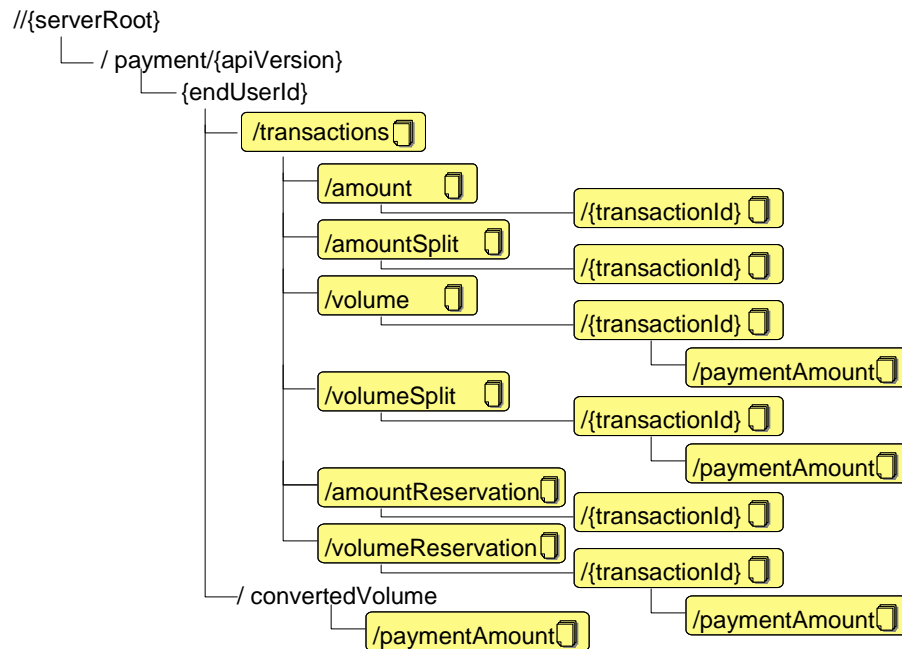 //{serverRoot}
/ payment/{apiVersion}
{endUserId}
/transactions
/amount
/{transactionId}
/amountSplit
/{transactionId}
/volume
/{transactionId}
/paymentAmount
/volumeSplit
/{transactionId}
/paymentAmount
/amountReservation
/{transactionId}
/volumeReservation
/{transactionId}
/ convertedVolume
/paymentAmount
/paymentAmount